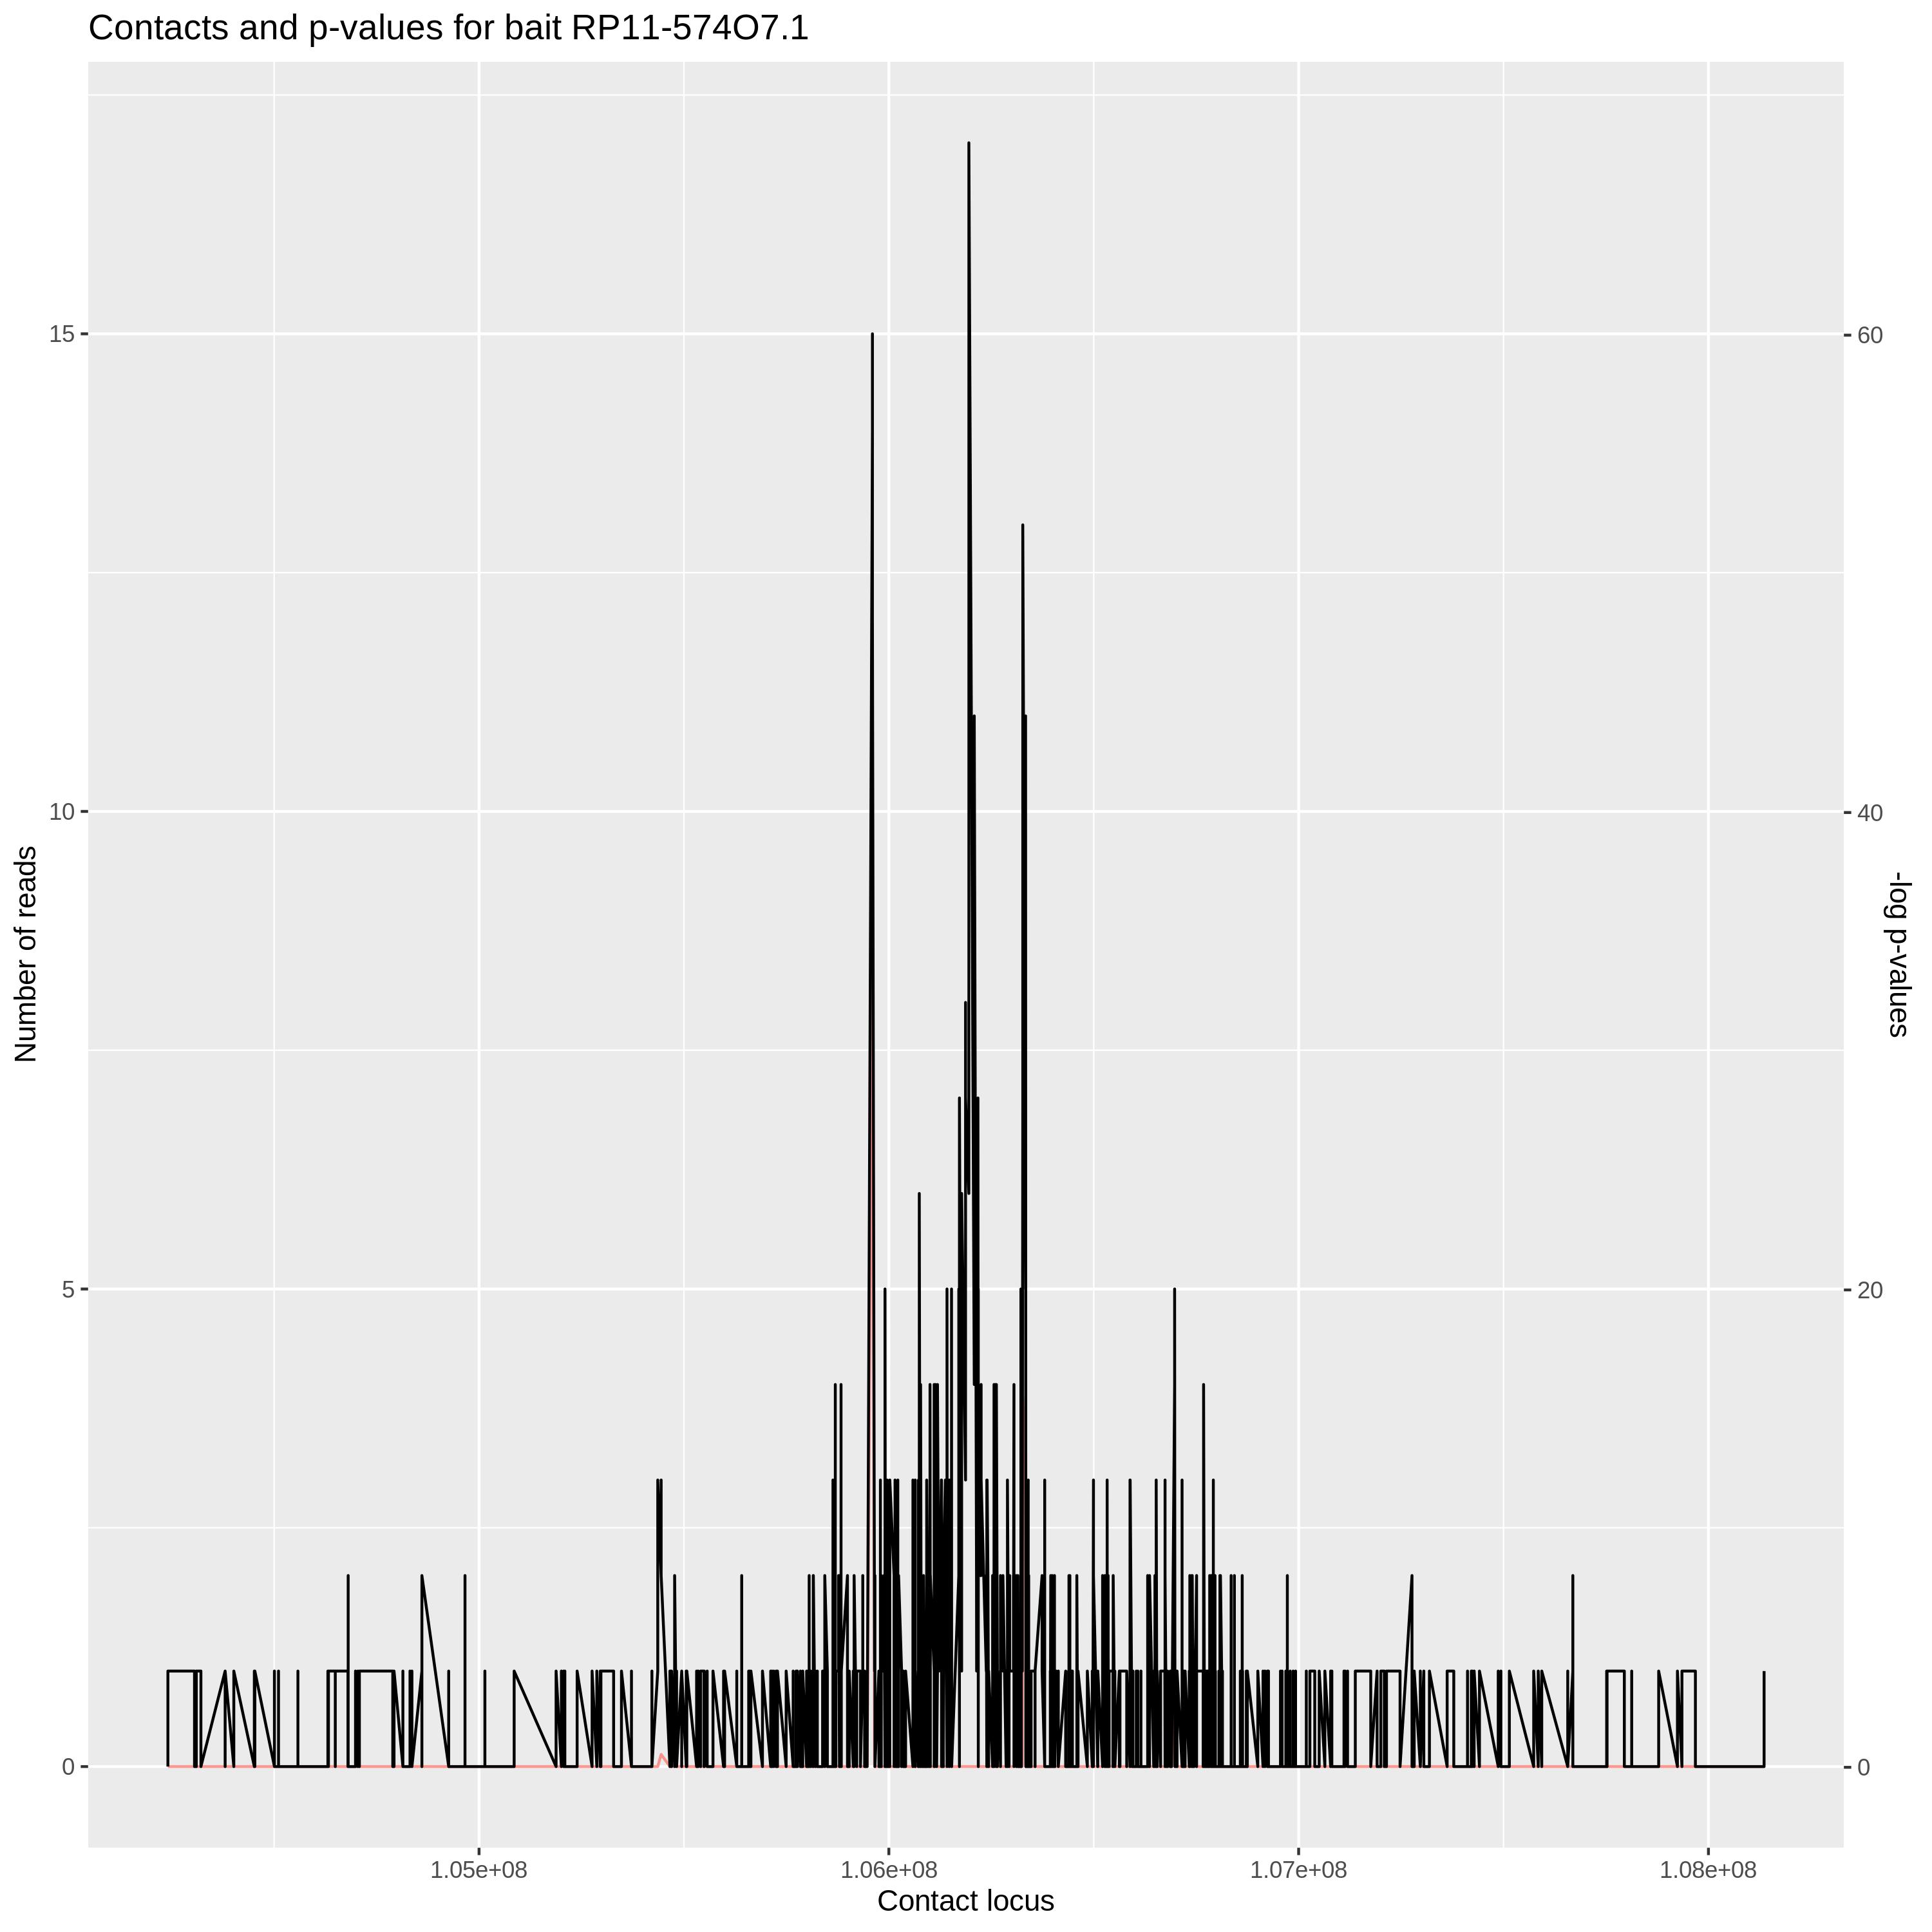 Contacts and p-values for bait RP11-574O7.1
15
10
5
0
60
40
20
0
Number of reads
-log p-values
1.05e+08
1.06e+08
1.07e+08
1.08e+08
Contact locus